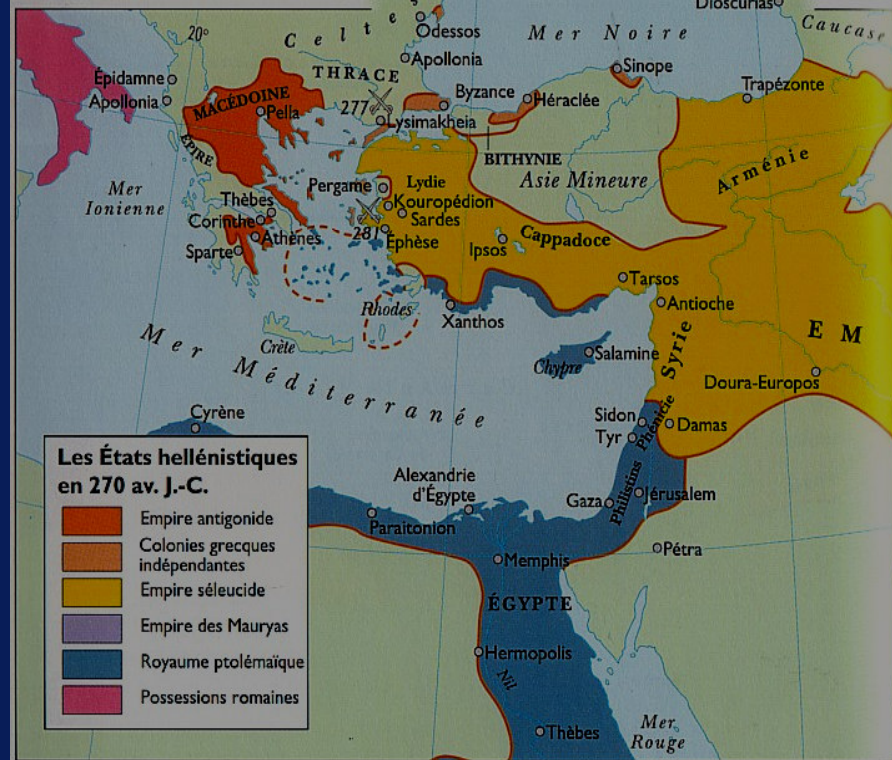 Dioscurias
Caucase
20°
Celtes
Odessos
Mer Noire
Apollonia
Sinope
THRACE
Épidamne
Trapézonte
Byzance
Apollonia
MACÉDOINE
Héraclée
277
Pella
Lysimakheia
ÉPIRE
BITHYNIE
Arménie
Asie Mineure
Mer
Ionienne
Pergame
Lydie
Thèbes
Kouropédion
Corinthe
Sardes
281
Athènes
Éphèse
Cappadoce
Sparte
Ipsos
Tarsos
Rhodes
Antioche
Xanthos
Crète
E M
Mer Méditerranée
Syrie
Salamine
Chypre
Doura-Europos
Cyrène
Sidon
Phénicie
Damas
Tyr
Les États hellénistiques
en 270 av. J.-C.
Empire antigonide
Colonies grecques
indépendantes
Empire séleucide
Empire des Mauryas
Royaume ptolémaïque
Possessions romaines
Alexandrie
d'Égypte
Philistins
Gaza
Jérusalem
Paraitonion
Pétra
Memphis
ÉGYPTE
Hermopolis
Nil
Thèbes
Mer
Rouge